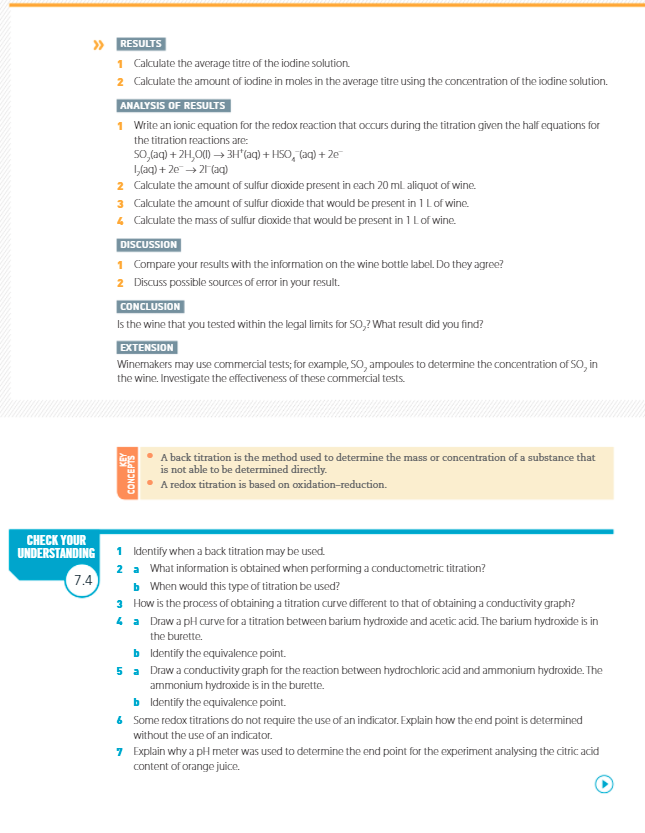 » RESULTS
1 Calculate the average titre of the iodine solution.
2 Calculate the amount of iodine in moles in the average titre using the concentration of the iodine solution.
ANALYSIS OF RESULTS
1 Write an ionic equation for the redox reaction that occurs during the titration given the half equations for
the titration reactions are:
SO₂(aq) + 2H₂O(l) → 3H⁺(aq) + HSO₄⁻(aq) + 2e⁻
I₂(aq) + 2e⁻ → 2I⁻(aq)
2 Calculate the amount of sulfur dioxide present in each 20 mL aliquot of wine.
3 Calculate the amount of sulfur dioxide that would be present in 1 L of wine.
4 Calculate the mass of sulfur dioxide that would be present in 1 L of wine.
DISCUSSION
1 Compare your results with the information on the wine bottle label. Do they agree?
2 Discuss possible sources of error in your result.
CONCLUSION
Is the wine that you tested within the legal limits for SO₂? What result did you find?
EXTENSION
Winemakers may use commercial tests; for example, SO₂ ampoules to determine the concentration of SO₂ in
the wine. Investigate the effectiveness of these commercial tests.
KEY
CONCEPTS
• A back titration is the method used to determine the mass or concentration of a substance that
is not able to be determined directly.
• A redox titration is based on oxidation–reduction.
CHECK YOUR
UNDERSTANDING
7.4
1 Identify when a back titration may be used.
2 a What information is obtained when performing a conductometric titration?
b When would this type of titration be used?
3 How is the process of obtaining a titration curve different to that of obtaining a conductivity graph?
4 a Draw a pH curve for a titration between barium hydroxide and acetic acid. The barium hydroxide is in
the burette.
b Identify the equivalence point.
5 a Draw a conductivity graph for the reaction between hydrochloric acid and ammonium hydroxide. The
ammonium hydroxide is in the burette.
b Identify the equivalence point.
6 Some redox titrations do not require the use of an indicator. Explain how the end point is determined
without the use of an indicator.
7 Explain why a pH meter was used to determine the end point for the experiment analysing the citric acid
content of orange juice.